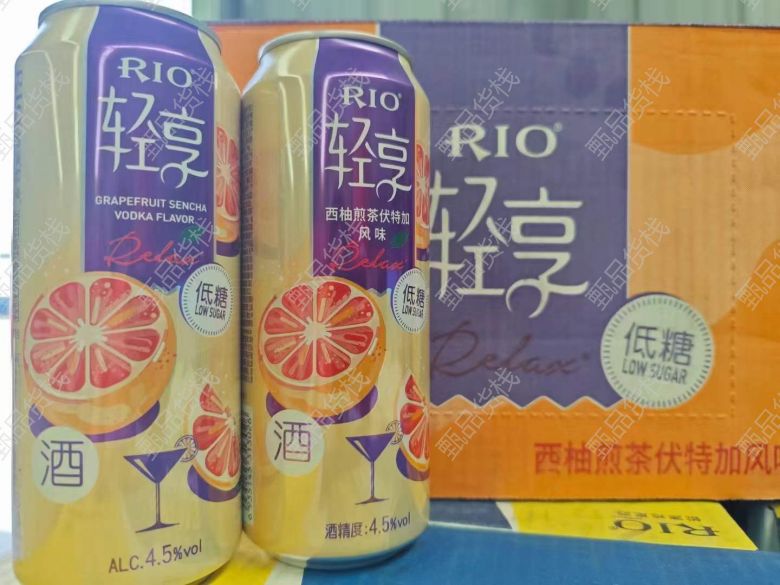 RIO
轻享
GRAPEFRUIT SENCHA
VODKA FLAVOR
Relax
低糖
LOW SUGAR
酒
ALC.4.5%vol
RIO®
轻享
西柚煎茶伏特加
风味
Relax
低糖
LOW SUGAR
酒
酒精度:4.5%vol
RIO®
轻享
Relax®
低糖
LOW SUGAR
西柚煎茶伏特加风味
RIO®
甄品货栈